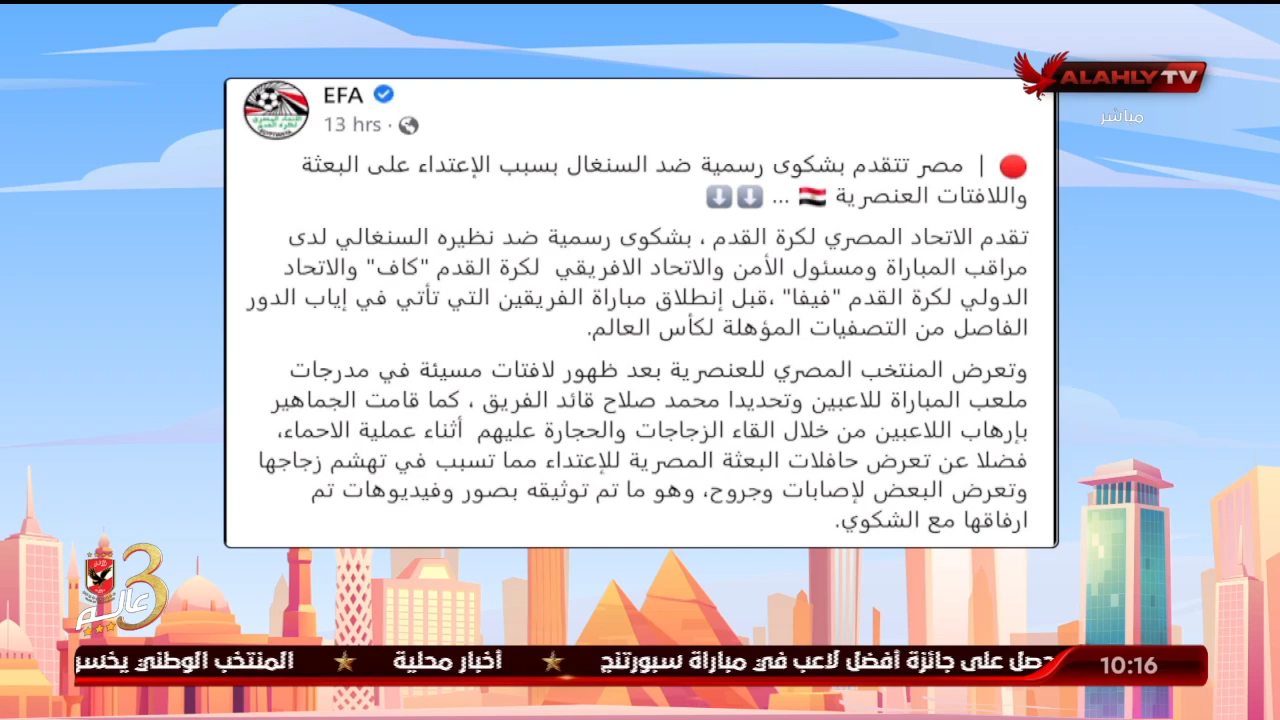 ALAHLY TV
مباشر
EFA
13 hrs ·
| مصر تتقدم بشكوى رسمية ضد السنغال بسبب الإعتداء على البعثة
واللافتات العنصرية ...
تقدم الاتحاد المصري لكرة القدم ، بشكوى رسمية ضد نظيره السنغالي لدى
مراقب المباراة ومسئول الأمن والاتحاد الافريقي لكرة القدم "كاف" والاتحاد
الدولي لكرة القدم "فيفا" ،قبل إنطلاق مباراة الفريقين التي تأتي في إياب الدور
الفاصل من التصفيات المؤهلة لكأس العالم.
وتعرض المنتخب المصري للعنصرية بعد ظهور لافتات مسيئة في مدرجات
ملعب المباراة للاعبين وتحديدا محمد صلاح قائد الفريق ، كما قامت الجماهير
بإرهاب اللاعبين من خلال القاء الزجاجات والحجارة عليهم أثناء عملية الاحماء،
فضلا عن تعرض حافلات البعثة المصرية للإعتداء مما تسبب في تهشم زجاجها
وتعرض البعض لإصابات وجروح، وهو ما تم توثيقه بصور وفيديوهات تم
ارفاقها مع الشكوي.
3 عالم
حصل على جائزة أفضل لاعب في مباراة سبورتنج ★ أخبار محلية ★ المنتخب الوطني يخسر
10:16